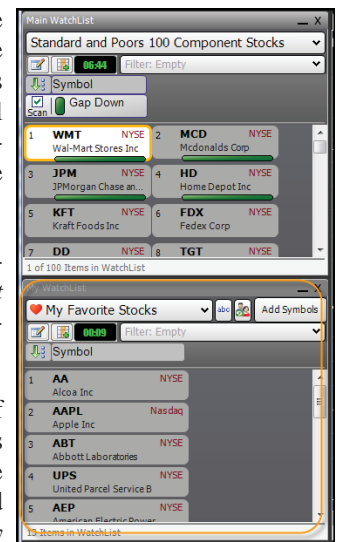 Main WatchList X
Standard and Poors 100 Component Stocks
06:44 Filter: Empty
Symbol
Scan Gap Down
1 WMT NYSE 2 MCD NYSE
Wal-Mart Stores Inc Mcdonalds Corp
3 JPM NYSE 4 HD NYSE
JPMorgan Chase an... Home Depot Inc
5 KFT NYSE 6 FDX NYSE
Kraft Foods Inc Fedex Corp
7 DD NYSE 8 TGT NYSE
1 of 100 Items in WatchList
My WatchList X
My Favorite Stocks abc Add Symbols
00:09 Filter: Empty
Symbol
1 AA NYSE
Alcoa Inc
2 AAPL Nasdaq
Apple Inc
3 ABT NYSE
Abbott Laboratories
4 UPS NYSE
United Parcel Service B
5 AEP NYSE
American Electric Power
13 Items in WatchList